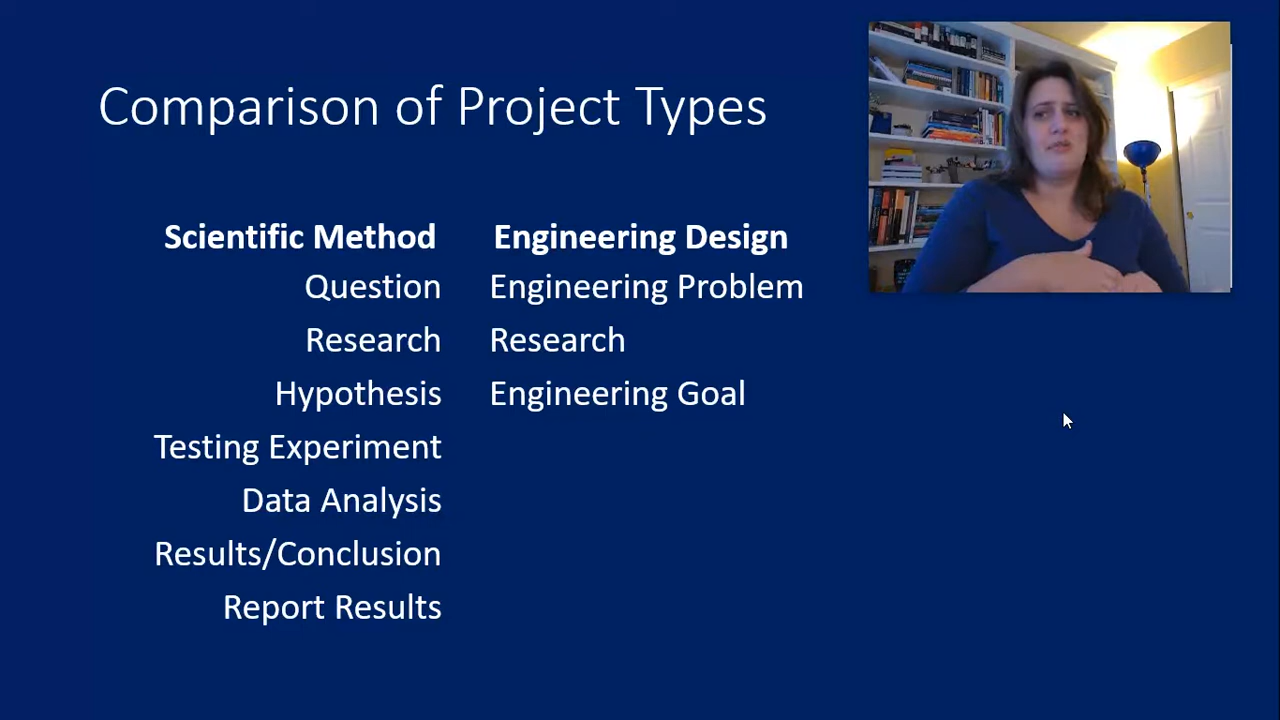 Comparison of Project Types
Scientific Method
Question
Research
Hypothesis
Testing Experiment
Data Analysis
Results/Conclusion
Report Results
Engineering Design
Engineering Problem
Research
Engineering Goal